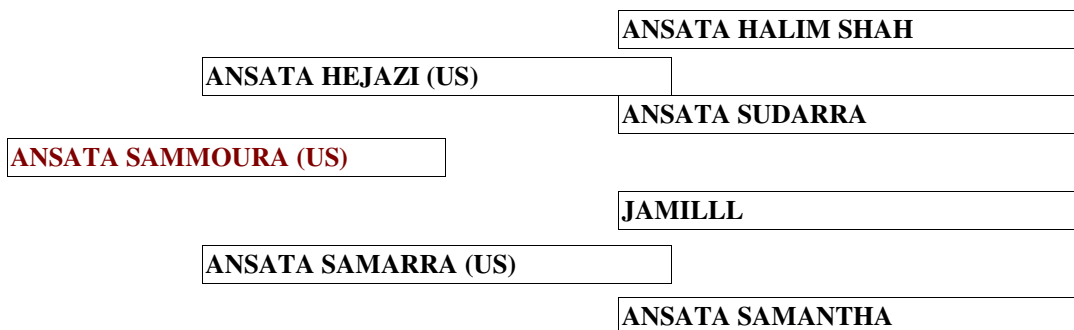 ANSATA HALIM SHAH
ANSATA HEJAZI (US)
ANSATA SUDARRA
ANSATA SAMMOURA (US)
JAMILLL
ANSATA SAMARRA (US)
ANSATA SAMANTHA